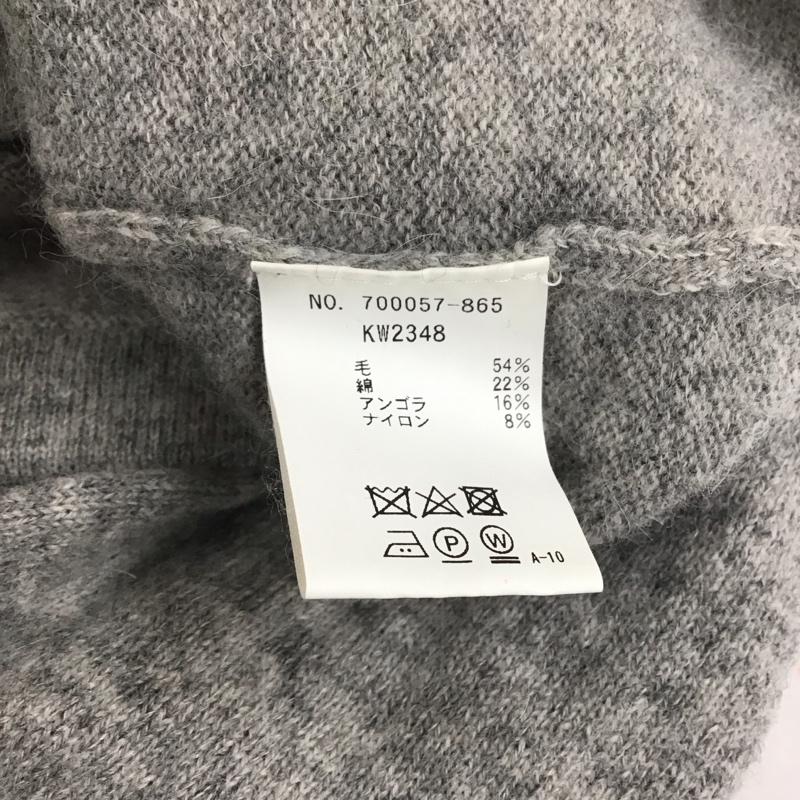 NO. 700057-865
KW2348
毛 54%
綿 22%
アンゴラ 16%
ナイロン 8%
P W A-10